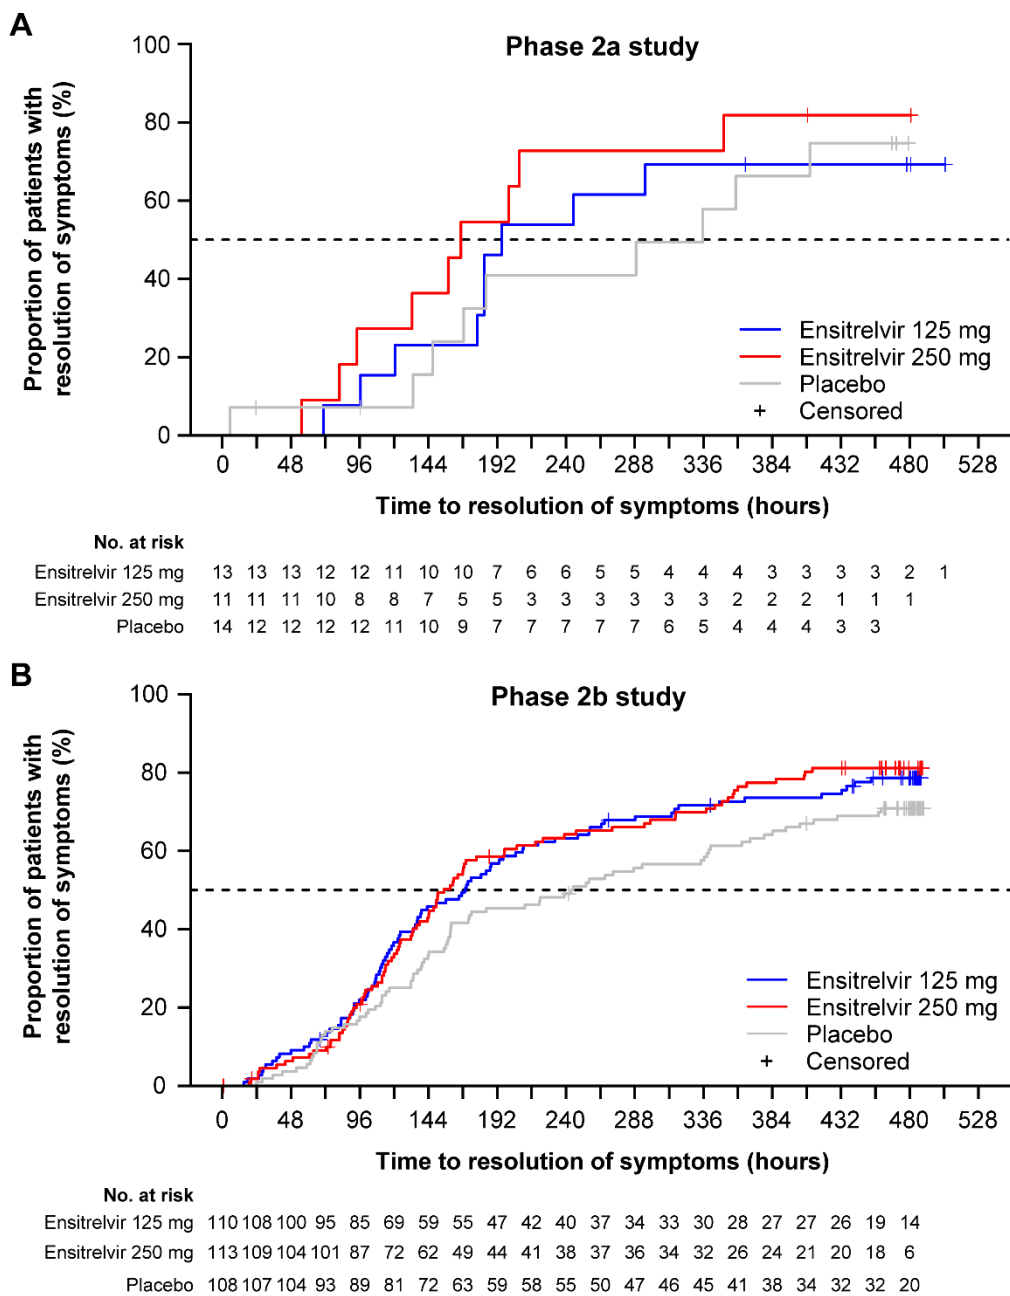 A
Phase 2a study
Proportion of patients with
resolution of symptoms (%)
100
80
60
40
20
0
Ensitrelvir 125 mg
Ensitrelvir 250 mg
Placebo
+ Censored
0 48 96 144 192 240 288 336 384 432 480 528
Time to resolution of symptoms (hours)
No. at risk
Ensitrelvir 125 mg 13 13 13 12 12 11 10 10 7 6 6 5 5 4 4 4 3 3 3 3 2 1
Ensitrelvir 250 mg 11 11 11 10 8 8 7 5 5 3 3 3 3 3 3 2 2 2 1 1 1
Placebo 14 12 12 12 12 11 10 9 7 7 7 7 7 6 5 4 4 4 3 3
B
Phase 2b study
Proportion of patients with
resolution of symptoms (%)
100
80
60
40
20
0
Ensitrelvir 125 mg
Ensitrelvir 250 mg
Placebo
+ Censored
0 48 96 144 192 240 288 336 384 432 480 528
Time to resolution of symptoms (hours)
No. at risk
Ensitrelvir 125 mg 110 108 100 95 85 69 59 55 47 42 40 37 34 33 30 28 27 27 26 19 14
Ensitrelvir 250 mg 113 109 104 101 87 72 62 49 44 41 38 37 36 34 32 26 24 21 20 18 6
Placebo 108 107 104 93 89 81 72 63 59 58 55 50 47 46 45 41 38 34 32 32 20